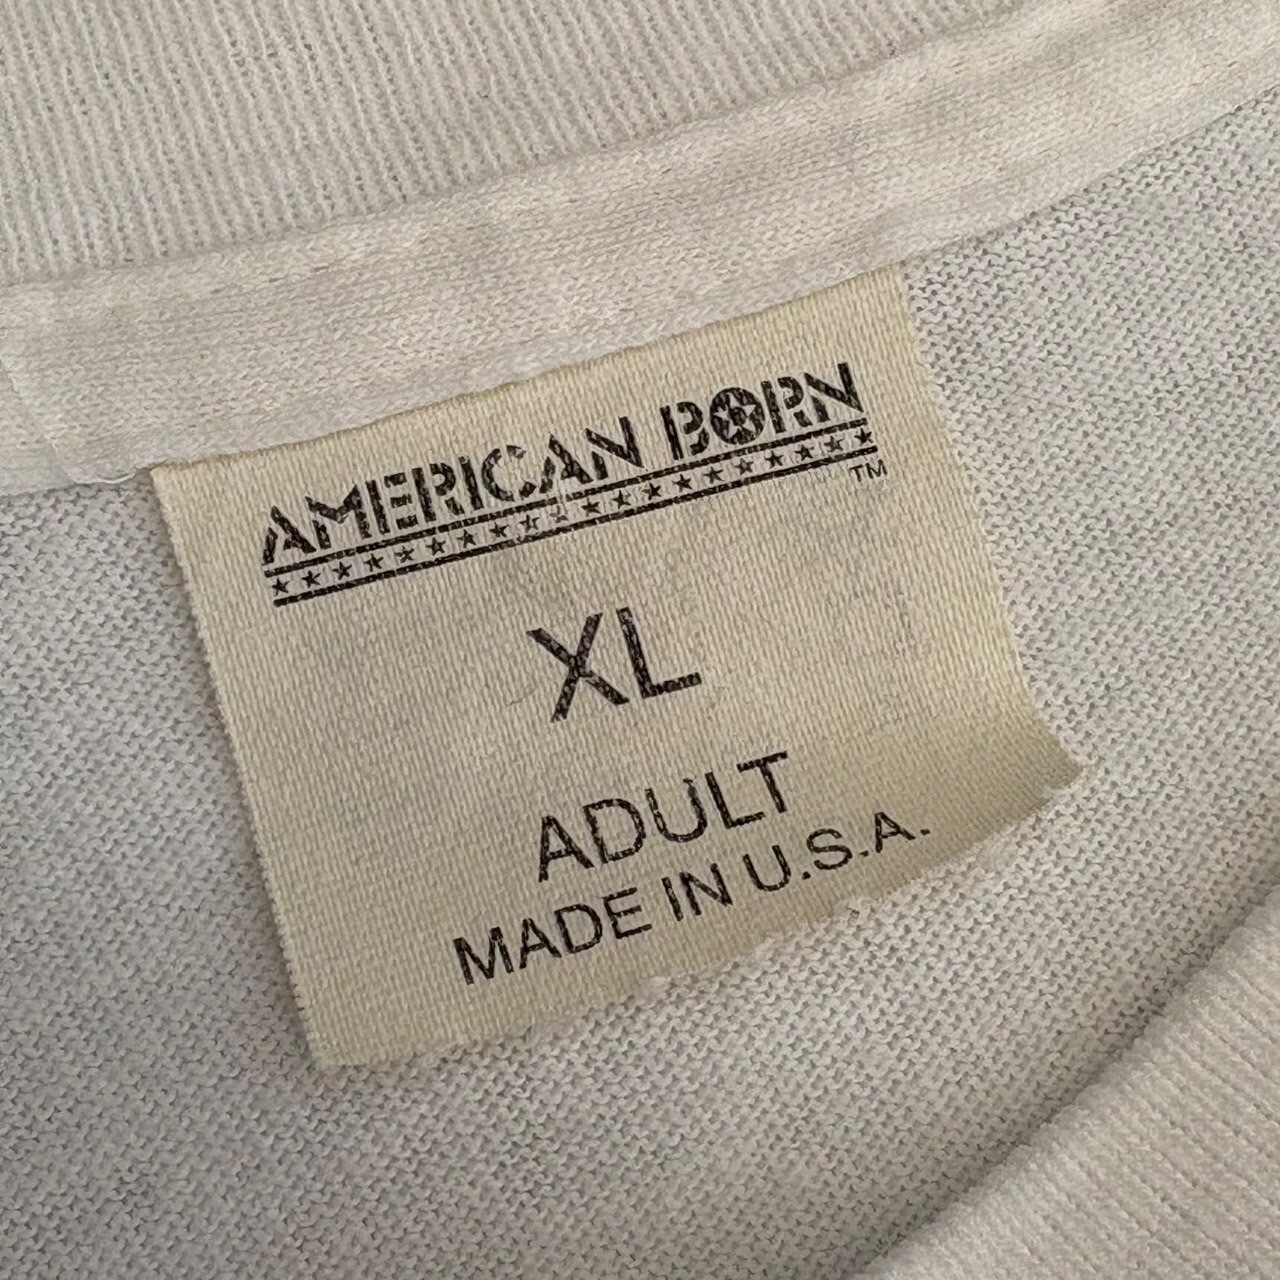 AMERICAN BORN
TM
XL
ADULT
MADE IN U.S.A.